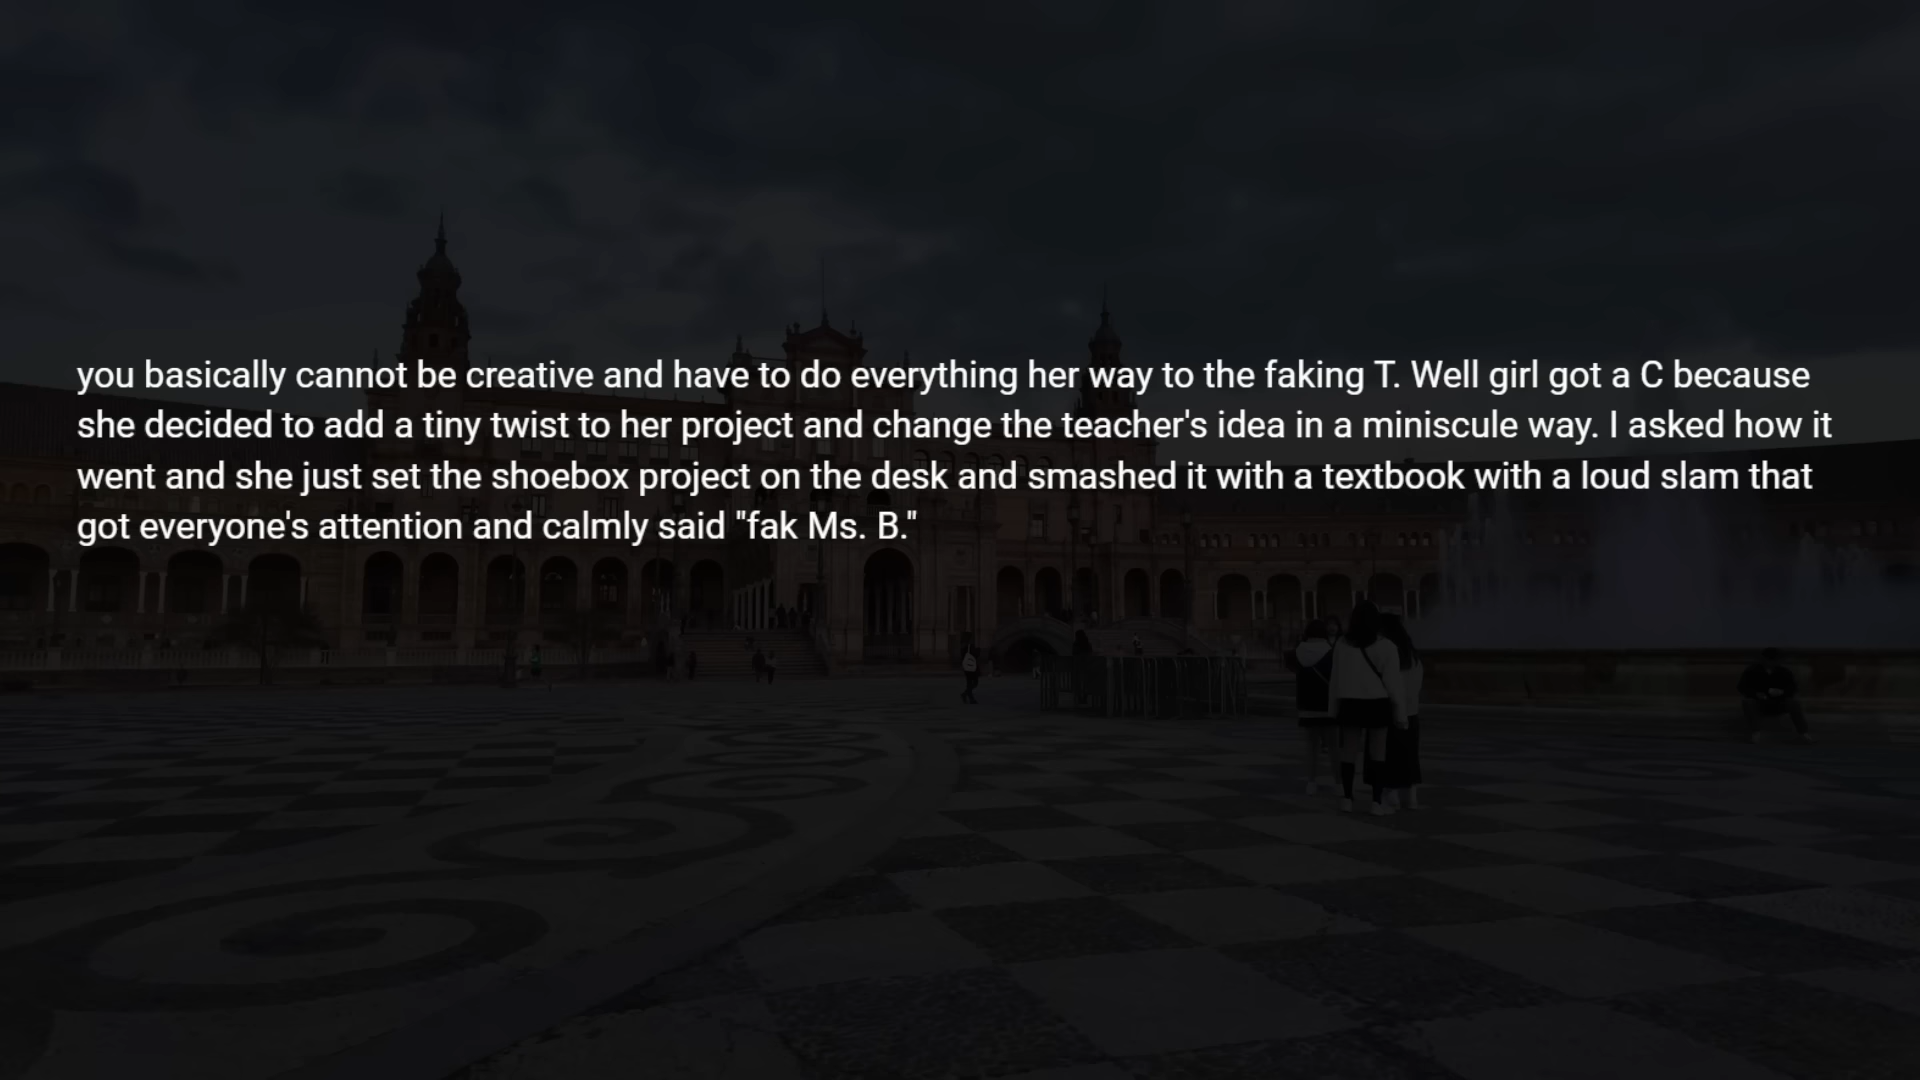 you basically cannot be creative and have to do everything her way to the faking T. Well girl got a C because
she decided to add a tiny twist to her project and change the teacher's idea in a miniscule way. I asked how it
went and she just set the shoebox project on the desk and smashed it with a textbook with a loud slam that
got everyone's attention and calmly said "fak Ms. B."